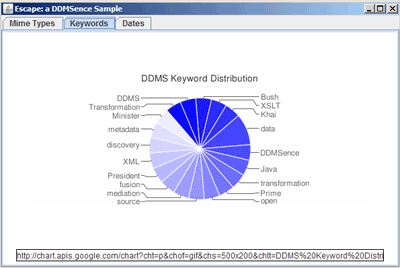 Escape: a DDMSence Sample
Mime Types Keywords Dates
DDMS Keyword Distribution
DDMS
Transformation
Minister
metadata
discovery
XML
President
fusion
mediation
source
Bush
XSLT
Khai
data
DDMSence
Java
transformation
Prime
open
http://chart.apis.google.com/chart?cht=p&chof=gif&chs=500x200&chtt=DDMS%20Keyword%20Distri